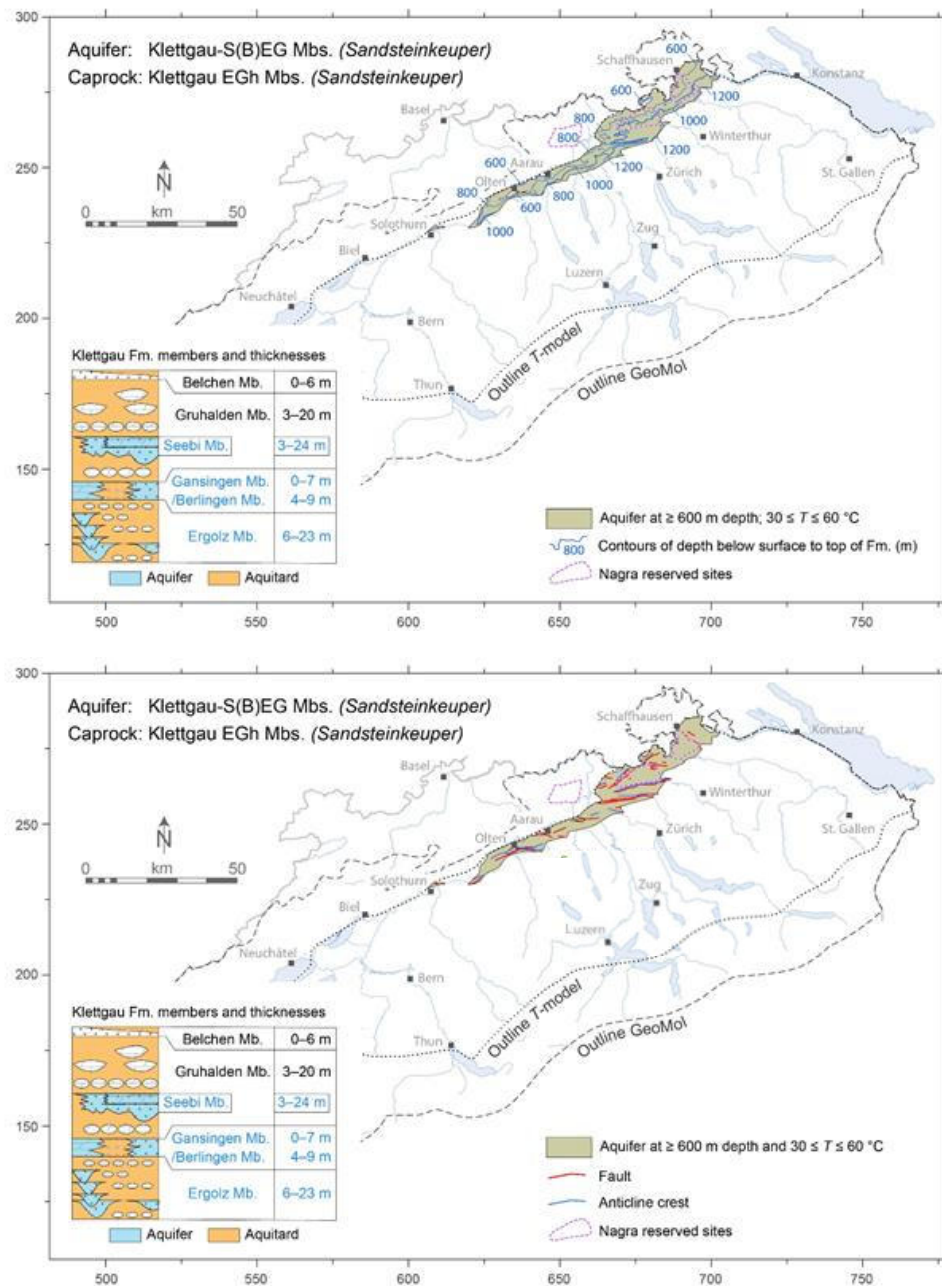 300
250
200
150
Aquifer: Klettgau-S(B)EG Mbs. (Sandsteinkeuper)
Caprock: Klettgau EGh Mbs. (Sandsteinkeuper)
600
Schaffhausen
Konstanz
600
1200
Basel
800
1000
Winterthur
800
1200
N
600
Aarau
1200
Zürich
St. Gallen
Olten
1000
800
800
600
0 km 50
Solothurn
1000
Biel
Zug
Luzern
Neuchâtel
Bern
Outline T-model
Outline GeoMol
Thun
Klettgau Fm. members and thicknesses
Belchen Mb. 0–6 m
Gruhalden Mb. 3–20 m
Seebi Mb. 3–24 m
Gansingen Mb. 0–7 m
/Berlingen Mb. 4–9 m
Ergolz Mb. 6–23 m
Aquifer Aquitard
Aquifer at ≥ 600 m depth; 30 ≤ T ≤ 60 °C
800 Contours of depth below surface to top of Fm. (m)
Nagra reserved sites
500 550 600 650 700 750
300
250
200
150
Aquifer: Klettgau-S(B)EG Mbs. (Sandsteinkeuper)
Caprock: Klettgau EGh Mbs. (Sandsteinkeuper)
Schaffhausen
Konstanz
Basel
Winterthur
N
Aarau
Zürich
St. Gallen
Olten
0 km 50
Solothurn
Biel
Zug
Luzern
Neuchâtel
Bern
Outline T-model
Outline GeoMol
Thun
Klettgau Fm. members and thicknesses
Belchen Mb. 0–6 m
Gruhalden Mb. 3–20 m
Seebi Mb. 3–24 m
Gansingen Mb. 0–7 m
/Berlingen Mb. 4–9 m
Ergolz Mb. 6–23 m
Aquifer Aquitard
Aquifer at ≥ 600 m depth and 30 ≤ T ≤ 60 °C
Fault
Anticline crest
Nagra reserved sites
500 550 600 650 700 750